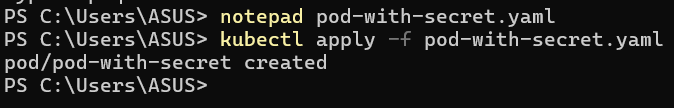 PS C:\Users\ASUS> notepad pod-with-secret.yaml
PS C:\Users\ASUS> kubectl apply -f pod-with-secret.yaml
pod/pod-with-secret created
PS C:\Users\ASUS>